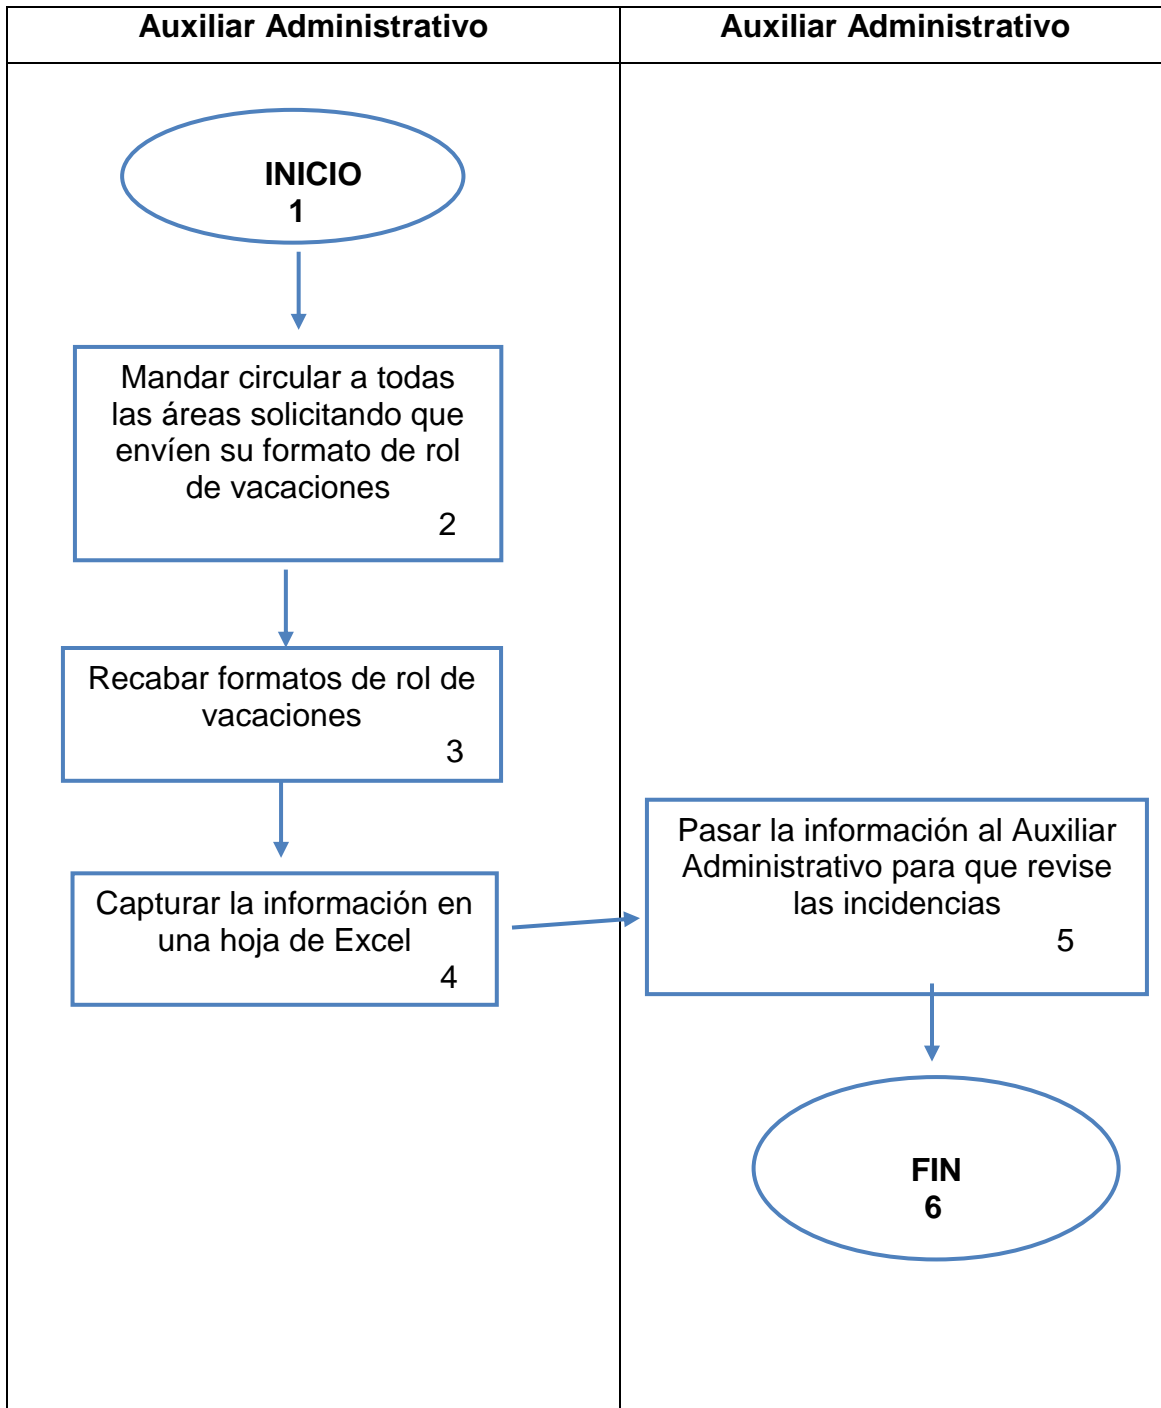 Auxiliar Administrativo
Auxiliar Administrativo
INICIO
1
Mandar circular a todas
las áreas solicitando que
envíen su formato de rol
de vacaciones
2
Recabar formatos de rol de
vacaciones
3
Capturar la información en
una hoja de Excel
4
Pasar la información al Auxiliar
Administrativo para que revise
las incidencias
5
FIN
6